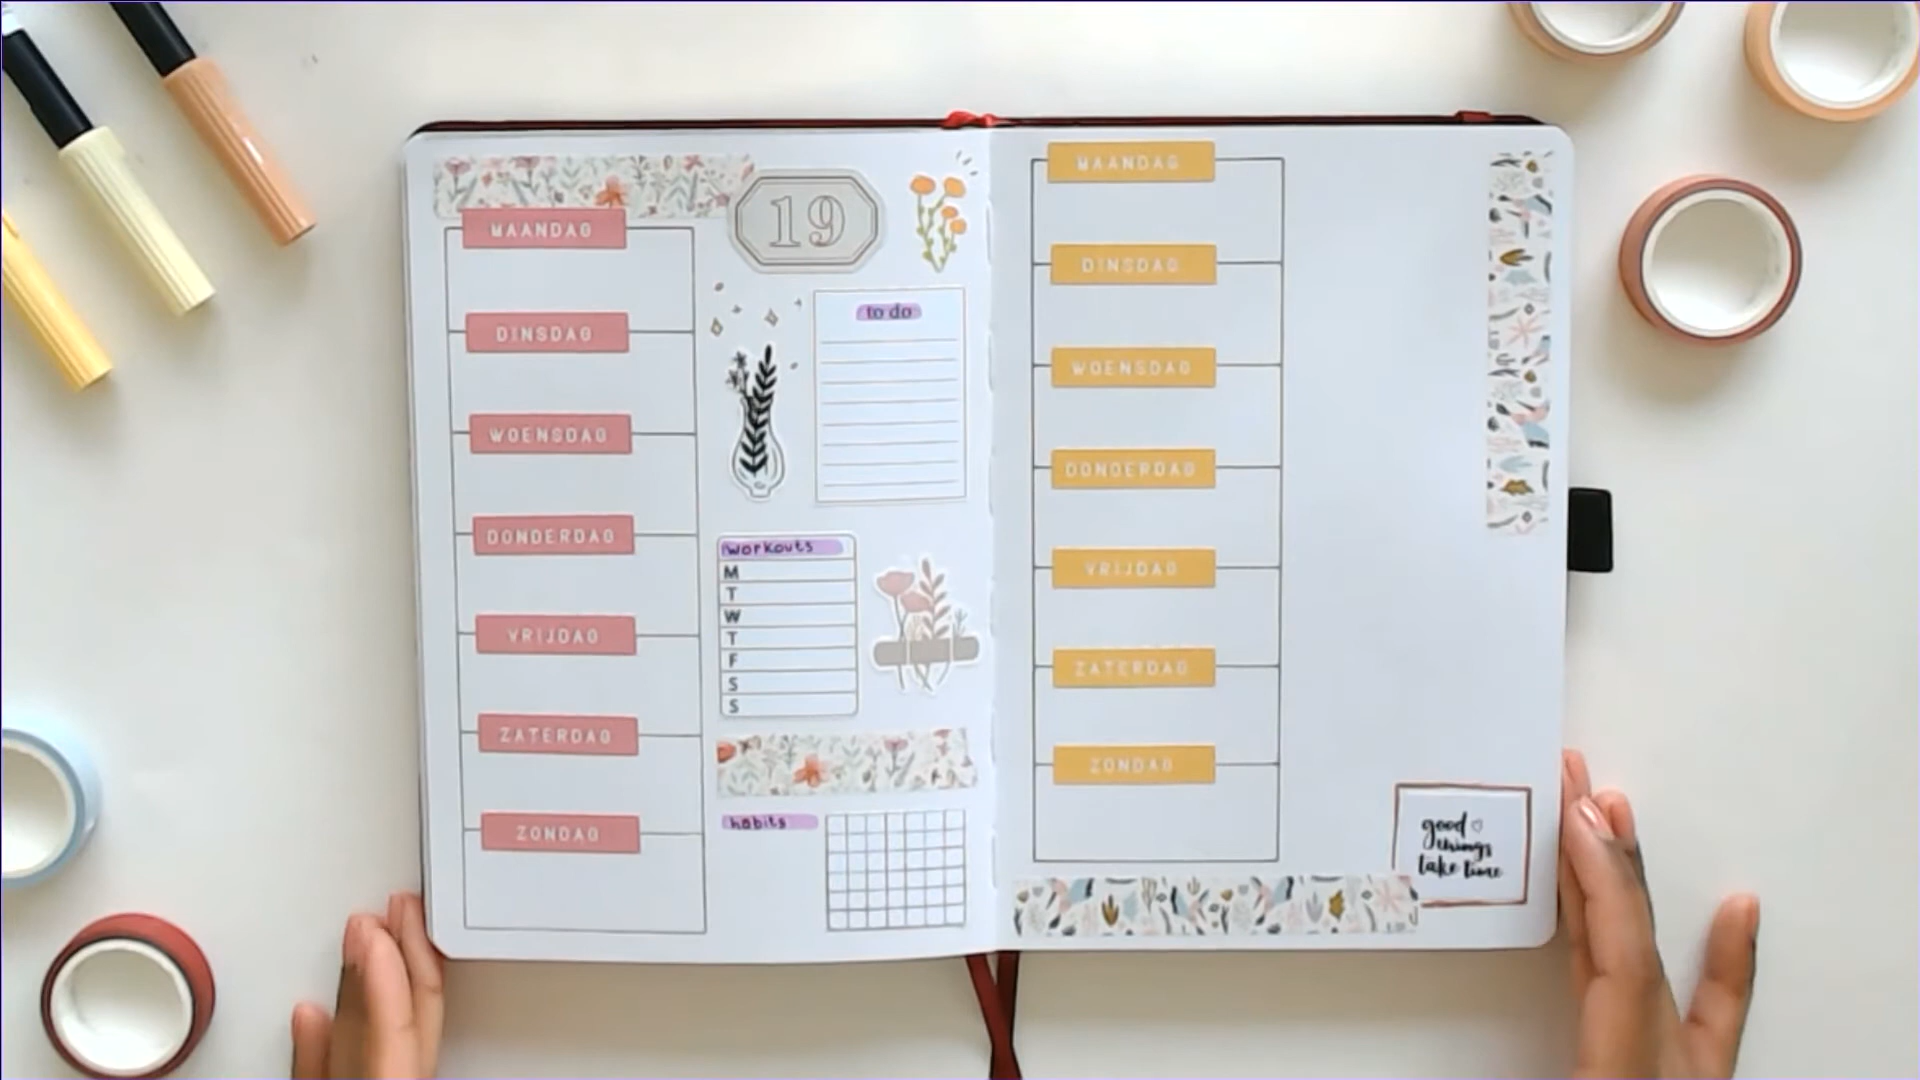 MAANDAG
DINSDAG
WOENSDAG
DONDERDAG
VRIJDAG
ZATERDAG
ZONDAG
19
to do
workouts
M
T
W
T
F
S
S
habits
MAANDAG
DINSDAG
WOENSDAG
DONDERDAG
VRIJDAG
ZATERDAG
ZONDAG
good
things
take time